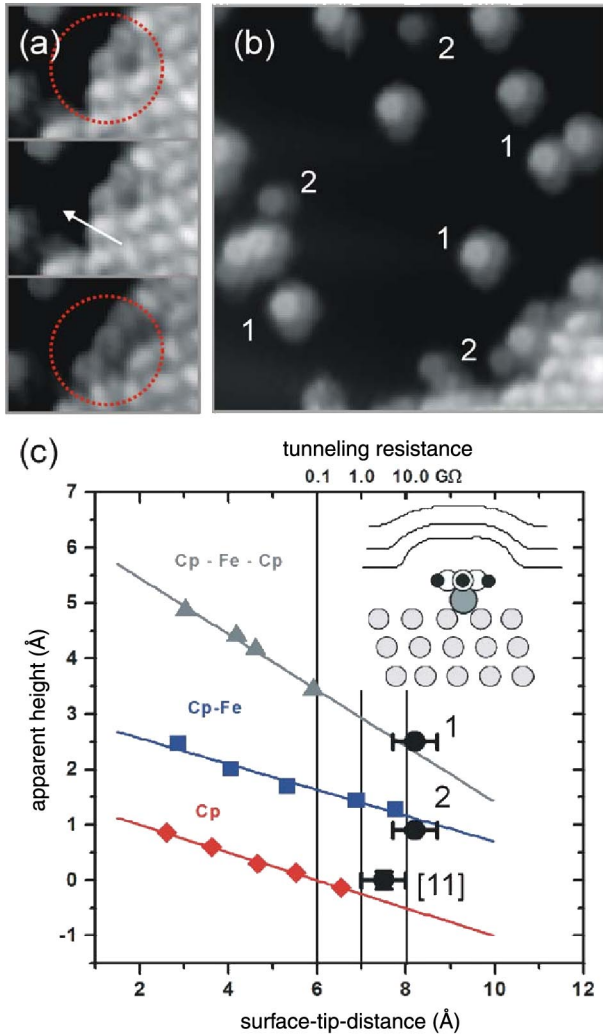 (a)
(b)
2
1
2
1
1
2
(c)
tunneling resistance
0.1 1.0 10.0 GΩ
7
6
5
4
3
2
1
0
-1
Cp - Fe - Cp
Cp-Fe
Cp
1
2
[11]
apparent height (Å)
2 4 6 8 10 12
surface-tip-distance (Å)